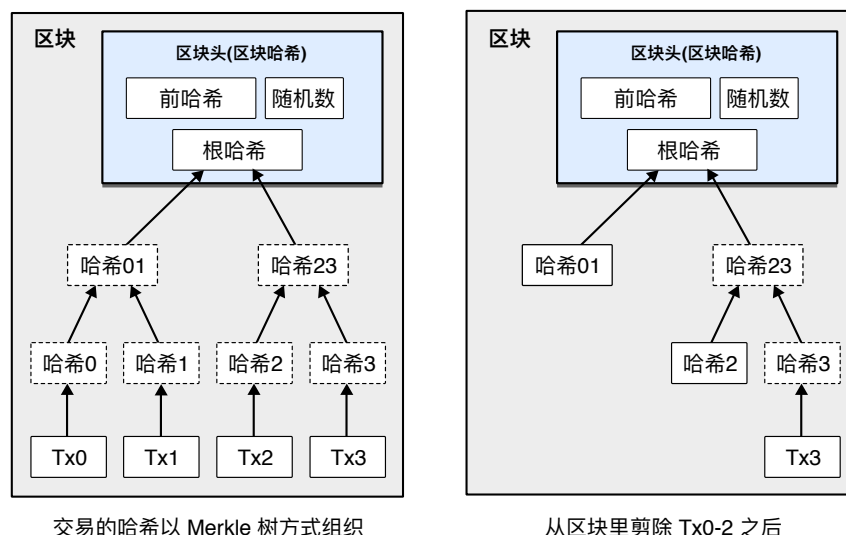 区块
区块头(区块哈希)
前哈希 随机数
根哈希
哈希01 哈希23
哈希0 哈希1 哈希2 哈希3
Tx0 Tx1 Tx2 Tx3
交易的哈希以 Merkle 树方式组织
区块
区块头(区块哈希)
前哈希 随机数
根哈希
哈希01 哈希23
哈希2 哈希3
Tx3
从区块里剪除 Tx0-2 之后